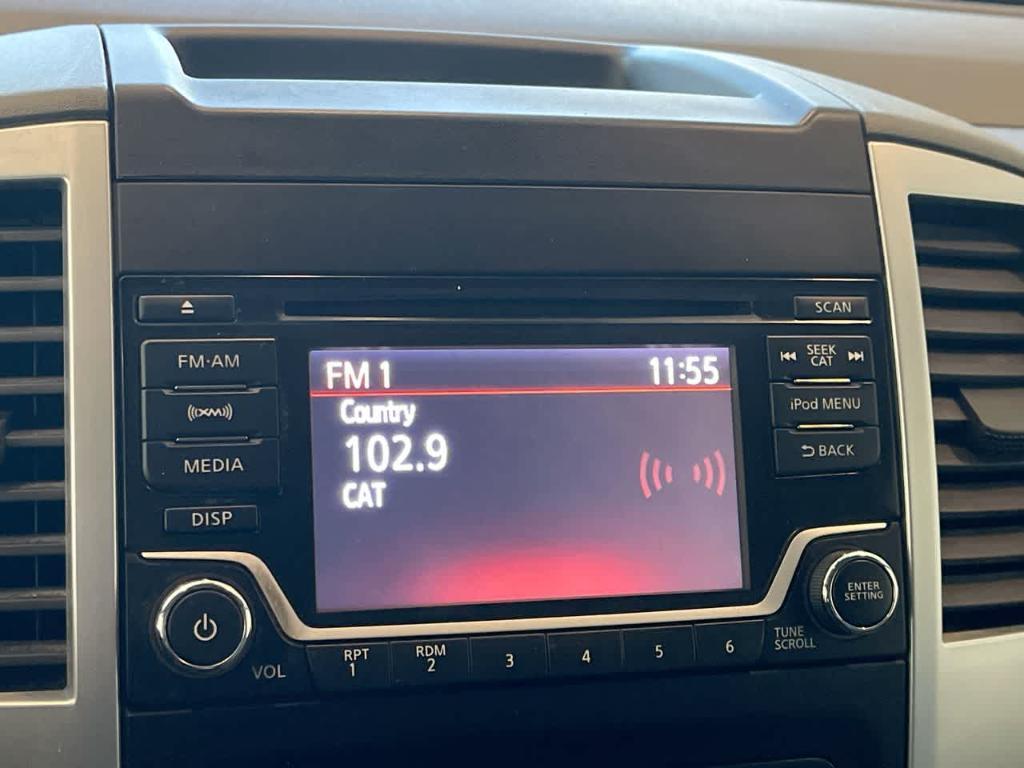 SCAN
FM·AM
SEEK
CAT
((XM))
iPod MENU
MEDIA
BACK
DISP
FM 1 11:55
Country
102.9
CAT
ENTER
SETTING
VOL
RPT
1
RDM
2
3
4
5
6
TUNE
SCROLL